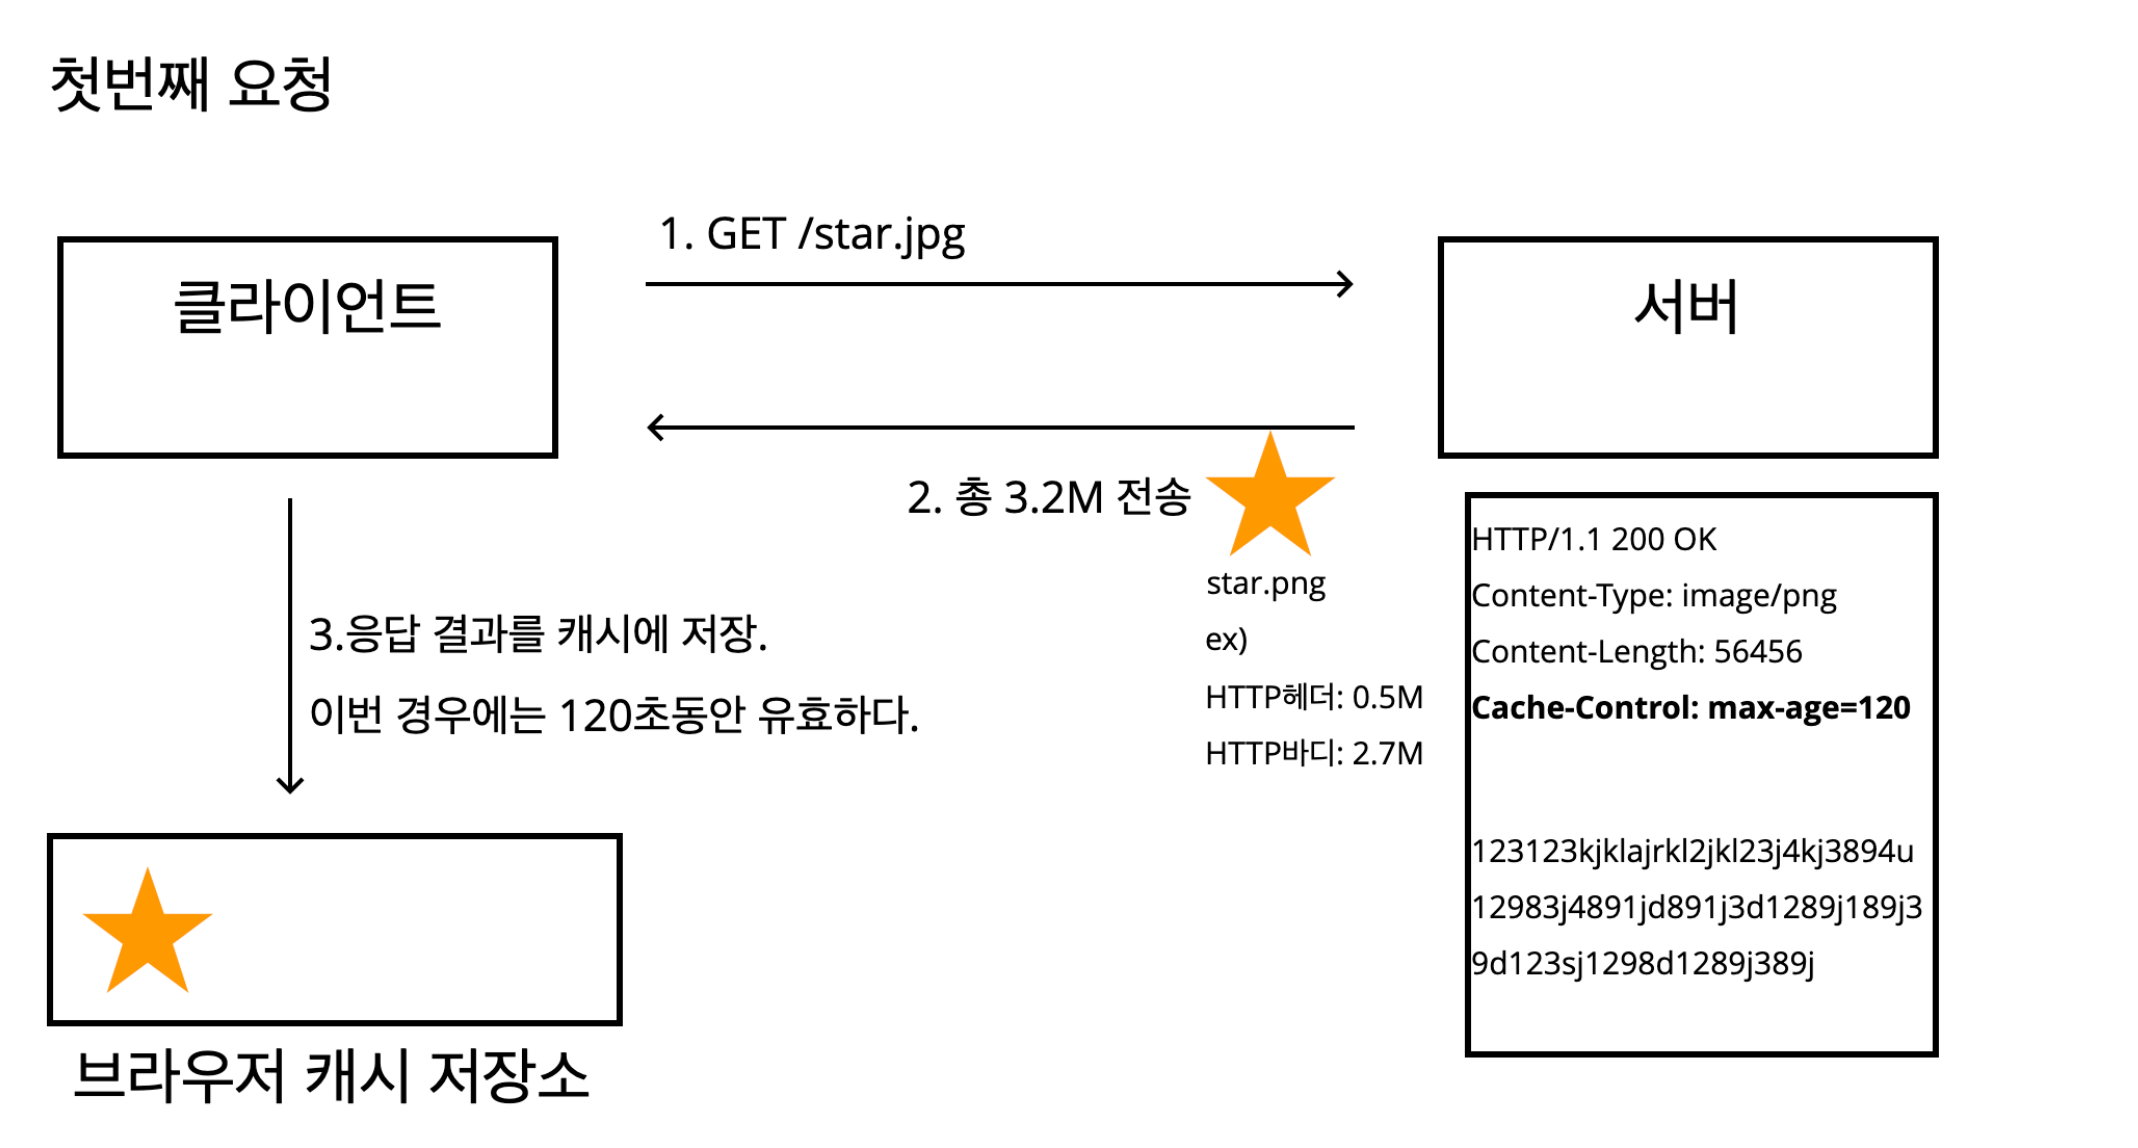 첫번째 요청
1. GET /star.jpg
클라이언트
서버
2. 총 3.2M 전송
star.png
ex)
HTTP헤더: 0.5M
HTTP바디: 2.7M
HTTP/1.1 200 OK
Content-Type: image/png
Content-Length: 56456
Cache-Control: max-age=120
123123kjklajrkl2jkl23j4kj3894u
12983j4891jd891j3d1289j189j3
9d123sj1298d1289j389j
3.응답 결과를 캐시에 저장.
이번 경우에는 120초동안 유효하다.
브라우저 캐시 저장소